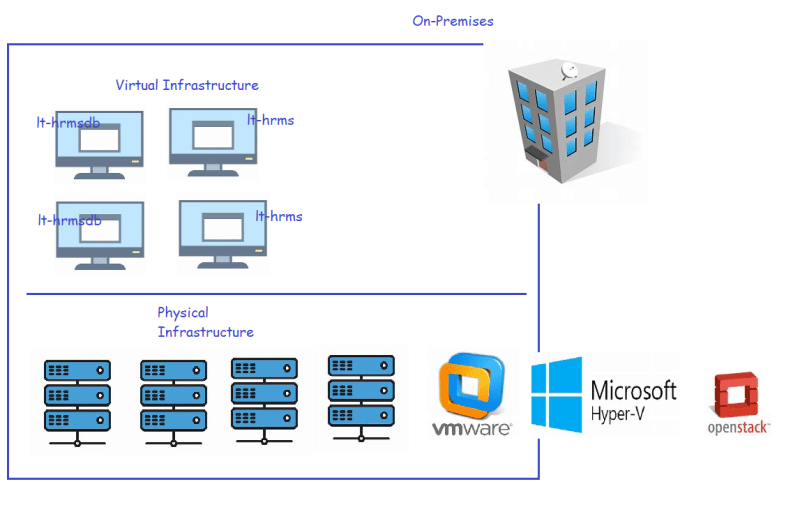 On-Premises
Virtual Infrastructure
lt-hrmsdb
lt-hrms
lt-hrmsdb
lt-hrms
Physical
Infrastructure
vmware
Microsoft
Hyper-V
openstack